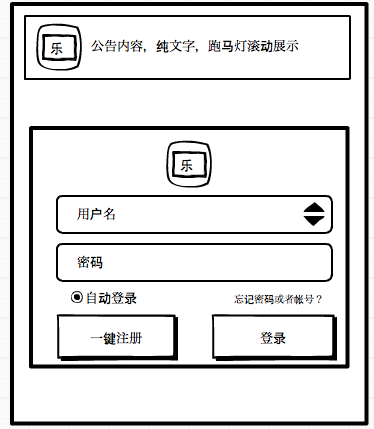 乐
公告内容，纯文字，跑马灯滚动展示
乐
用户名
密码
自动登录
忘记密码或者帐号？
一键注册
登录